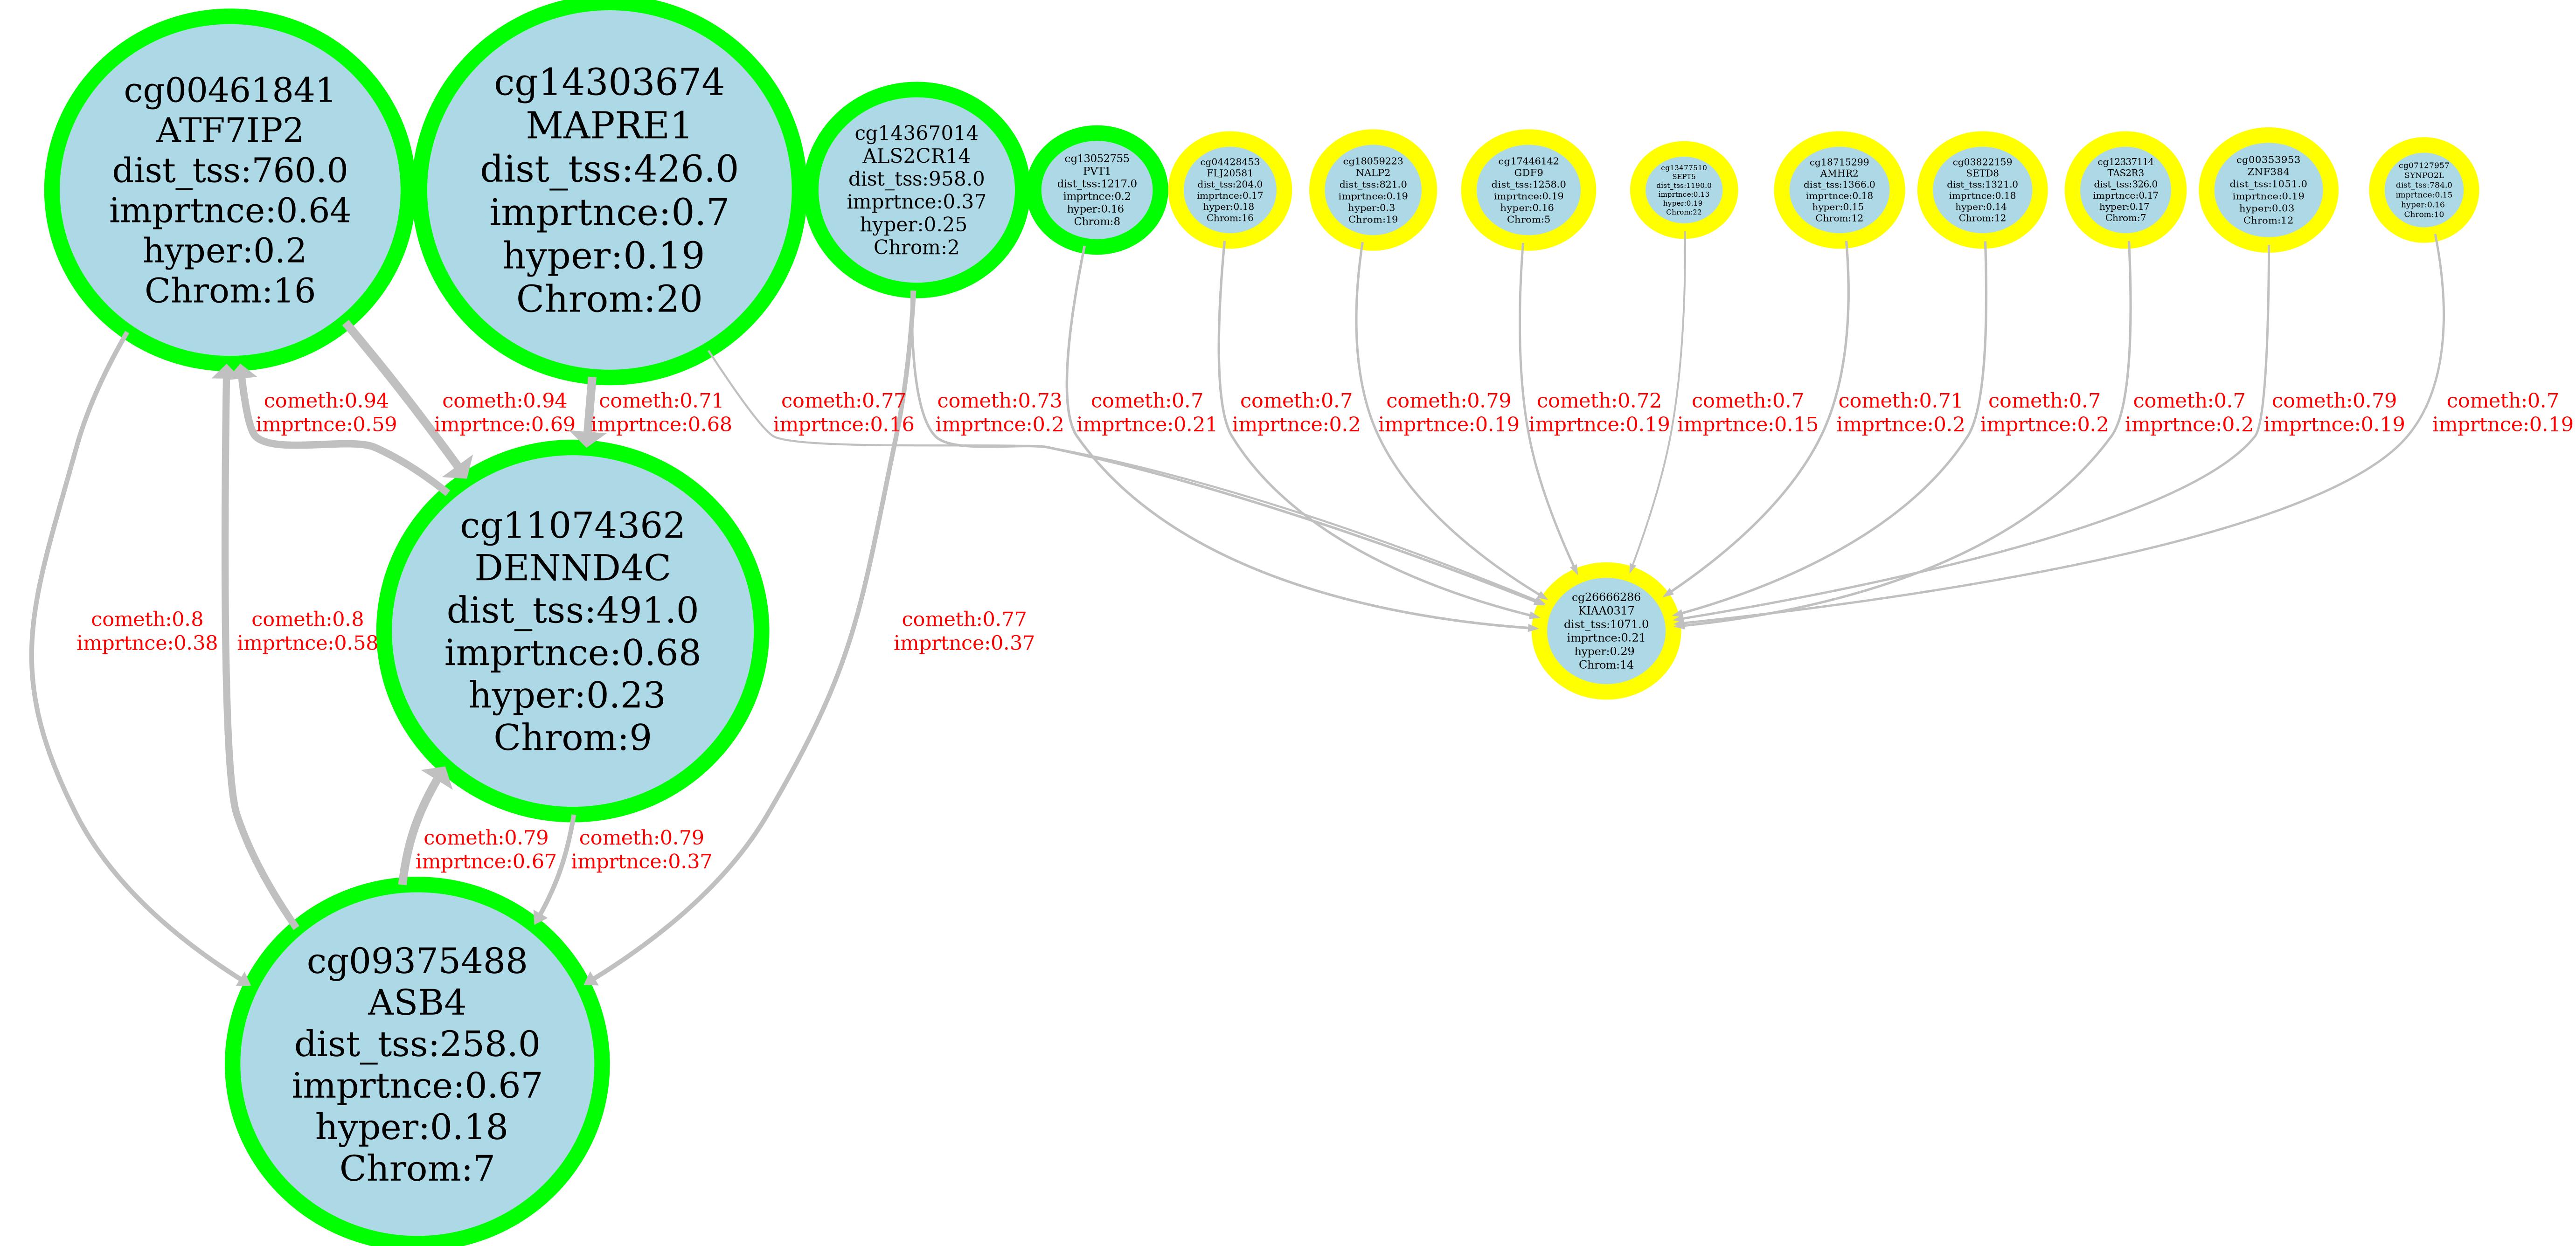 cg00461841
ATF7IP2
dist_tss:760.0
imprtnce:0.64
hyper:0.2
Chrom:16
cg14303674
MAPRE1
dist_tss:426.0
imprtnce:0.7
hyper:0.19
Chrom:20
cg14367014
ALS2CR14
dist_tss:958.0
imprtnce:0.37
hyper:0.25
Chrom:2
cg13052755
PVT1
dist_tss:1217.0
imprtnce:0.2
hyper:0.16
Chrom:8
cg04428453
FLJ20581
dist_tss:204.0
imprtnce:0.17
hyper:0.18
Chrom:16
cg18059223
NALP2
dist_tss:821.0
imprtnce:0.19
hyper:0.3
Chrom:19
cg17446142
GDF9
dist_tss:1258.0
imprtnce:0.19
hyper:0.16
Chrom:5
cg13477510
SEPT5
dist_tss:1190.0
imprtnce:0.13
hyper:0.19
Chrom:22
cg18715299
AMHR2
dist_tss:1366.0
imprtnce:0.18
hyper:0.15
Chrom:12
cg03822159
SETD8
dist_tss:1321.0
imprtnce:0.18
hyper:0.14
Chrom:12
cg12337114
TAS2R3
dist_tss:326.0
imprtnce:0.17
hyper:0.17
Chrom:7
cg00353953
ZNF384
dist_tss:1051.0
imprtnce:0.19
hyper:0.03
Chrom:12
cg07127957
SYNPO2L
dist_tss:784.0
imprtnce:0.15
hyper:0.16
Chrom:10
cometh:0.94
imprtnce:0.59
cometh:0.94
imprtnce:0.69
cometh:0.71
imprtnce:0.68
cometh:0.77
imprtnce:0.16
cometh:0.73
imprtnce:0.2
cometh:0.7
imprtnce:0.21
cometh:0.7
imprtnce:0.2
cometh:0.79
imprtnce:0.19
cometh:0.72
imprtnce:0.19
cometh:0.7
imprtnce:0.15
cometh:0.71
imprtnce:0.2
cometh:0.7
imprtnce:0.2
cometh:0.7
imprtnce:0.2
cometh:0.79
imprtnce:0.19
cometh:0.7
imprtnce:0.19
cometh:0.8
imprtnce:0.38
cometh:0.8
imprtnce:0.58
cg11074362
DENND4C
dist_tss:491.0
imprtnce:0.68
hyper:0.23
Chrom:9
cometh:0.77
imprtnce:0.37
cg26666286
KIAA0317
dist_tss:1071.0
imprtnce:0.21
hyper:0.29
Chrom:14
cometh:0.79
imprtnce:0.67
cometh:0.79
imprtnce:0.37
cg09375488
ASB4
dist_tss:258.0
imprtnce:0.67
hyper:0.18
Chrom:7